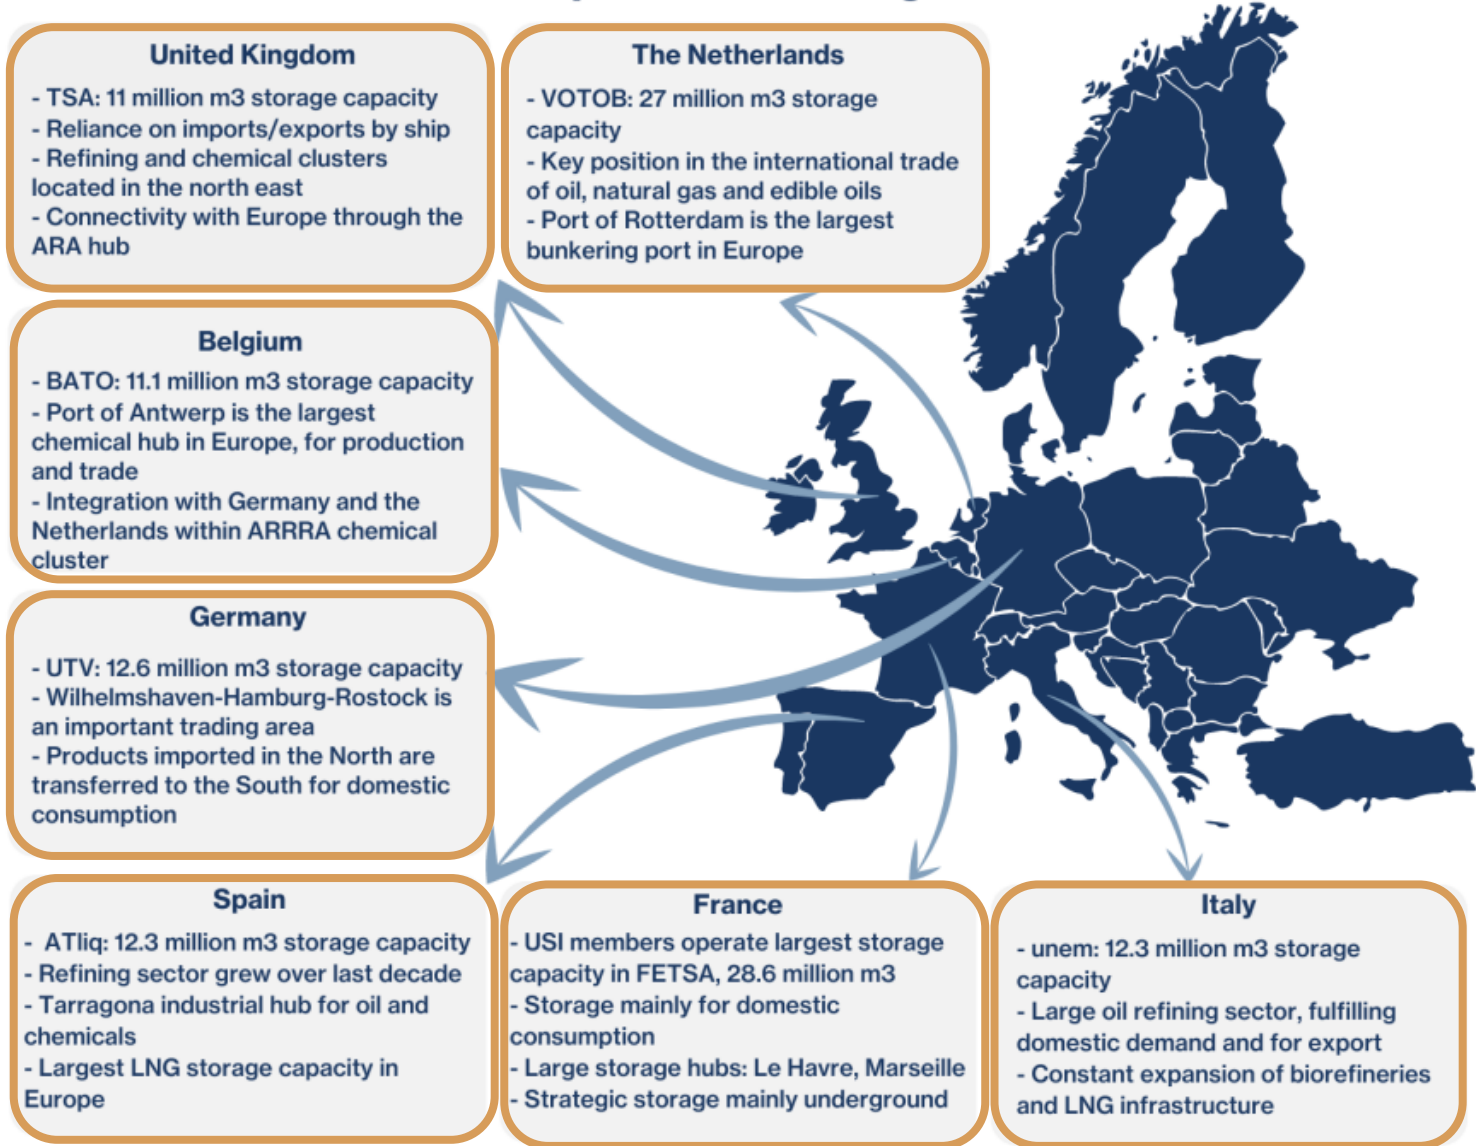 United Kingdom
- TSA: 11 million m3 storage capacity
- Reliance on imports/exports by ship
- Refining and chemical clusters
located in the north east
- Connectivity with Europe through the
ARA hub
The Netherlands
- VOTOB: 27 million m3 storage
capacity
- Key position in the international trade
of oil, natural gas and edible oils
- Port of Rotterdam is the largest
bunkering port in Europe
Belgium
- BATO: 11.1 million m3 storage capacity
- Port of Antwerp is the largest
chemical hub in Europe, for production
and trade
- Integration with Germany and the
Netherlands within ARRRA chemical
cluster
Germany
- UTV: 12.6 million m3 storage capacity
- Wilhelmshaven-Hamburg-Rostock is
an important trading area
- Products imported in the North are
transferred to the South for domestic
consumption
Spain
- ATliq: 12.3 million m3 storage capacity
- Refining sector grew over last decade
- Tarragona industrial hub for oil and
chemicals
- Largest LNG storage capacity in
Europe
France
- USI members operate largest storage
capacity in FETSA, 28.6 million m3
- Storage mainly for domestic
consumption
- Large storage hubs: Le Havre, Marseille
- Strategic storage mainly underground
Italy
- unem: 12.3 million m3 storage
capacity
- Large oil refining sector, fulfilling
domestic demand and for export
- Constant expansion of biorefineries
and LNG infrastructure